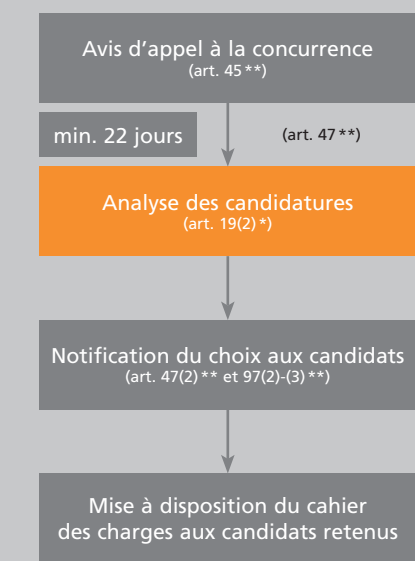 Avis d’appel à la concurrence
(art. 45**)
min. 22 jours
(art. 47**)
Analyse des candidatures
(art. 19(2)*)
Notification du choix aux candidats
(art. 47(2)** et 97(2)-(3)**)
Mise à disposition du cahier
des charges aux candidats retenus